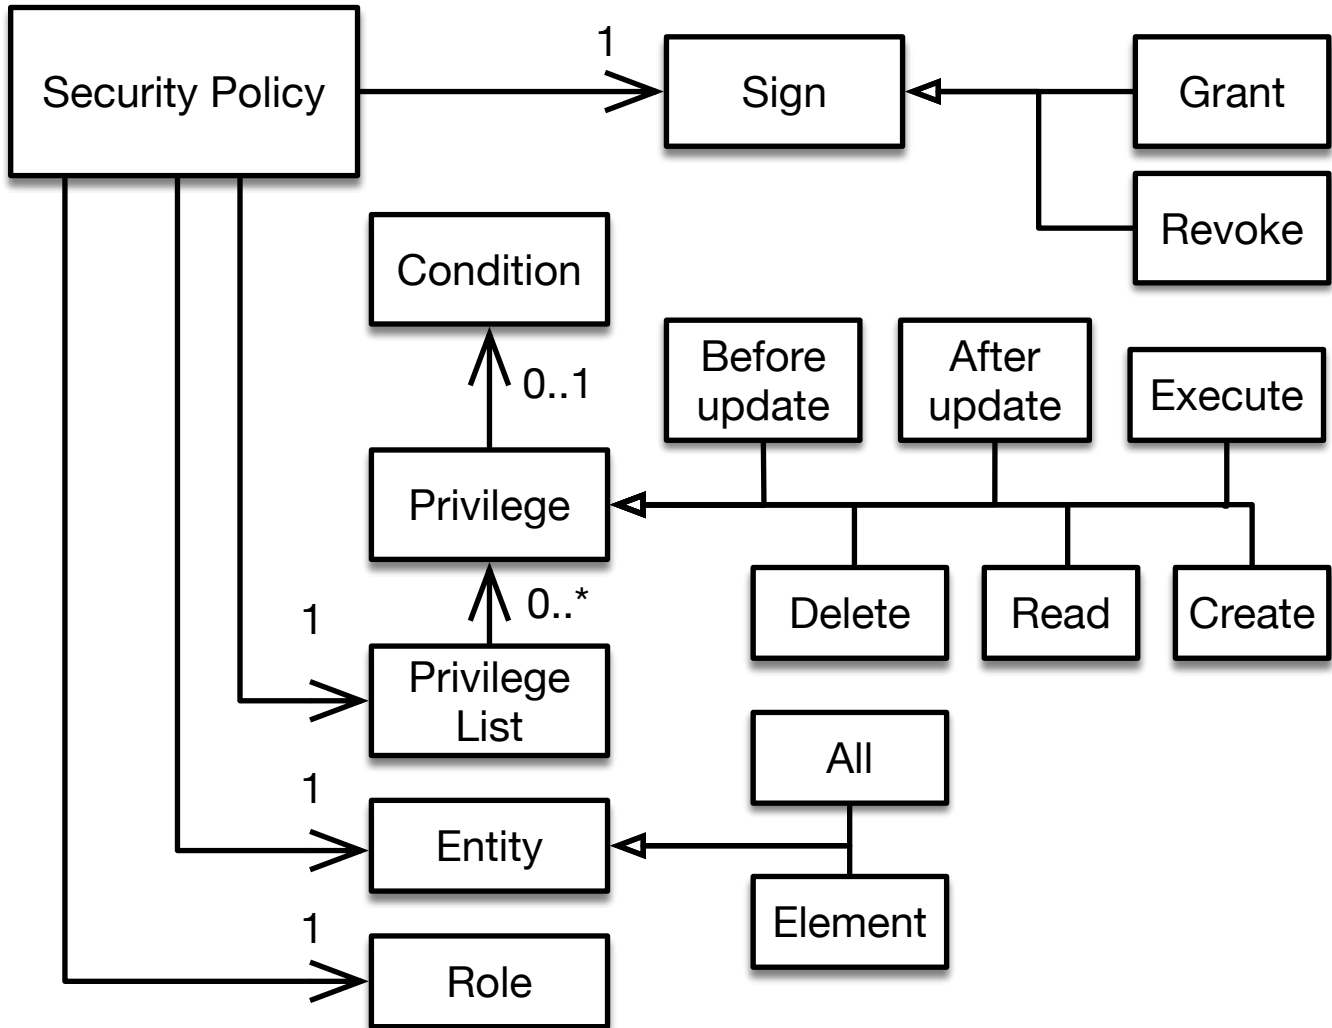 1
Security Policy
Sign
Grant
Revoke
Condition
Before
update
After
update
Execute
0..1
Privilege
0..*
Delete
Read
Create
1
Privilege
List
All
1
Entity
Element
1
Role